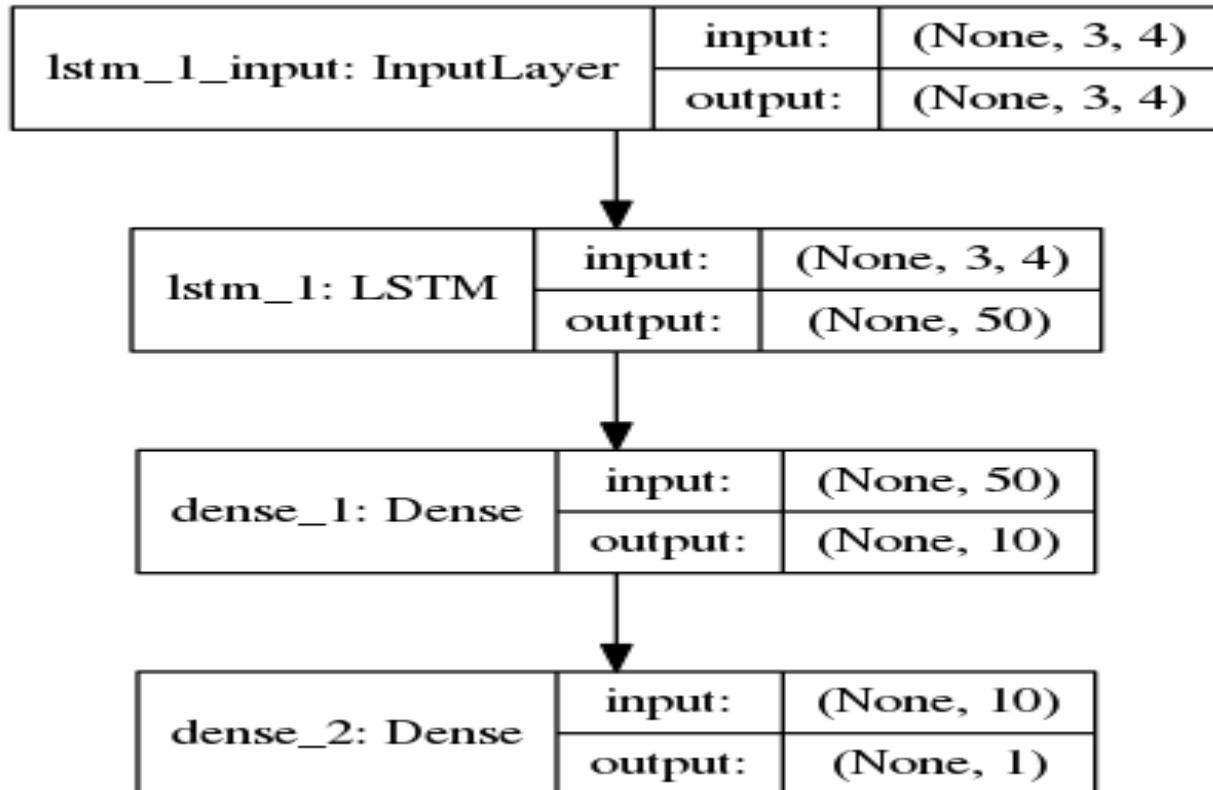 lstm_1_input: InputLayer
input: (None, 3, 4)
output: (None, 3, 4)
lstm_1: LSTM
input: (None, 3, 4)
output: (None, 50)
dense_1: Dense
input: (None, 50)
output: (None, 10)
dense_2: Dense
input: (None, 10)
output: (None, 1)